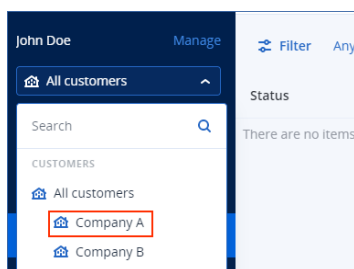 John Doe Manage
Filter Any
All customers
Status
Search
There are no items
CUSTOMERS
All customers
Company A
Company B